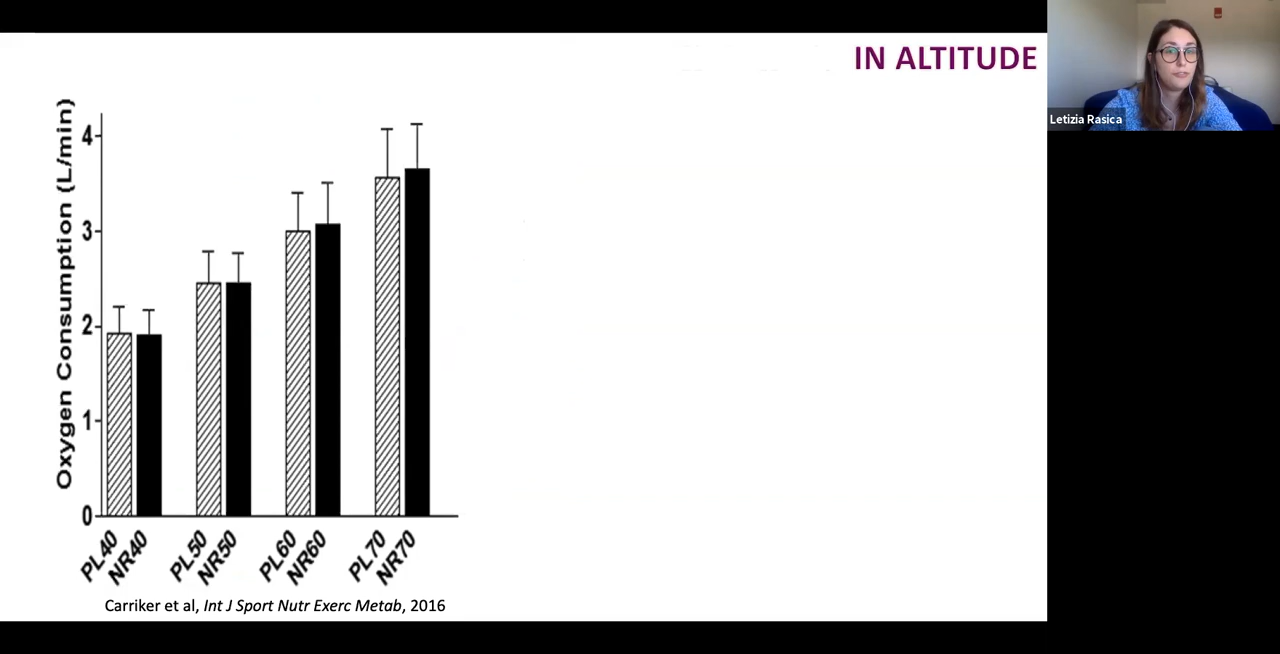 IN ALTITUDE
Letizia Rasica
Oxygen Consumption (L/min)
4
3
2
1
0
PL40
NR40
PL50
NR50
PL60
NR60
PL70
NR70
Carriker et al, Int J Sport Nutr Exerc Metab, 2016